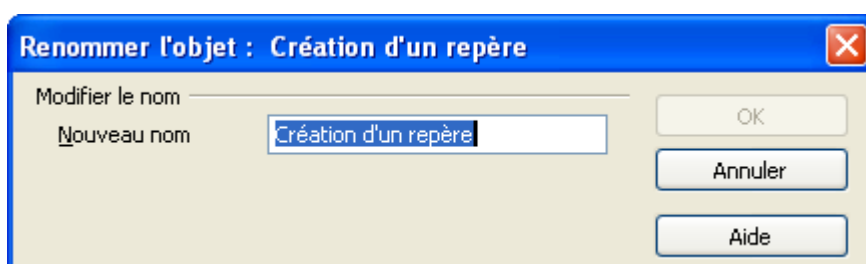 Renommer l'objet : Création d'un repère
Modifier le nom
OK
Nouveau nom
Création d'un repère
Annuler
Aide